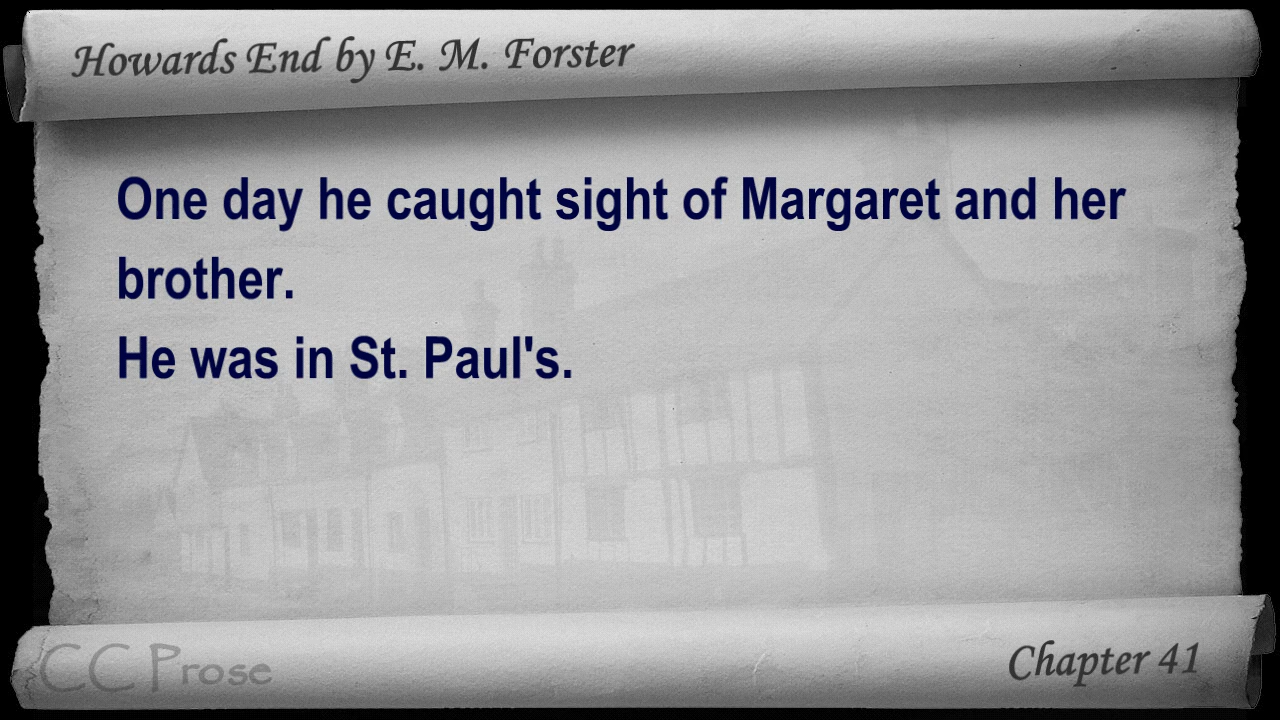 Howards End by E. M. Forster
One day he caught sight of Margaret and her
brother.
He was in St. Paul's.
CC Prose
Chapter 41